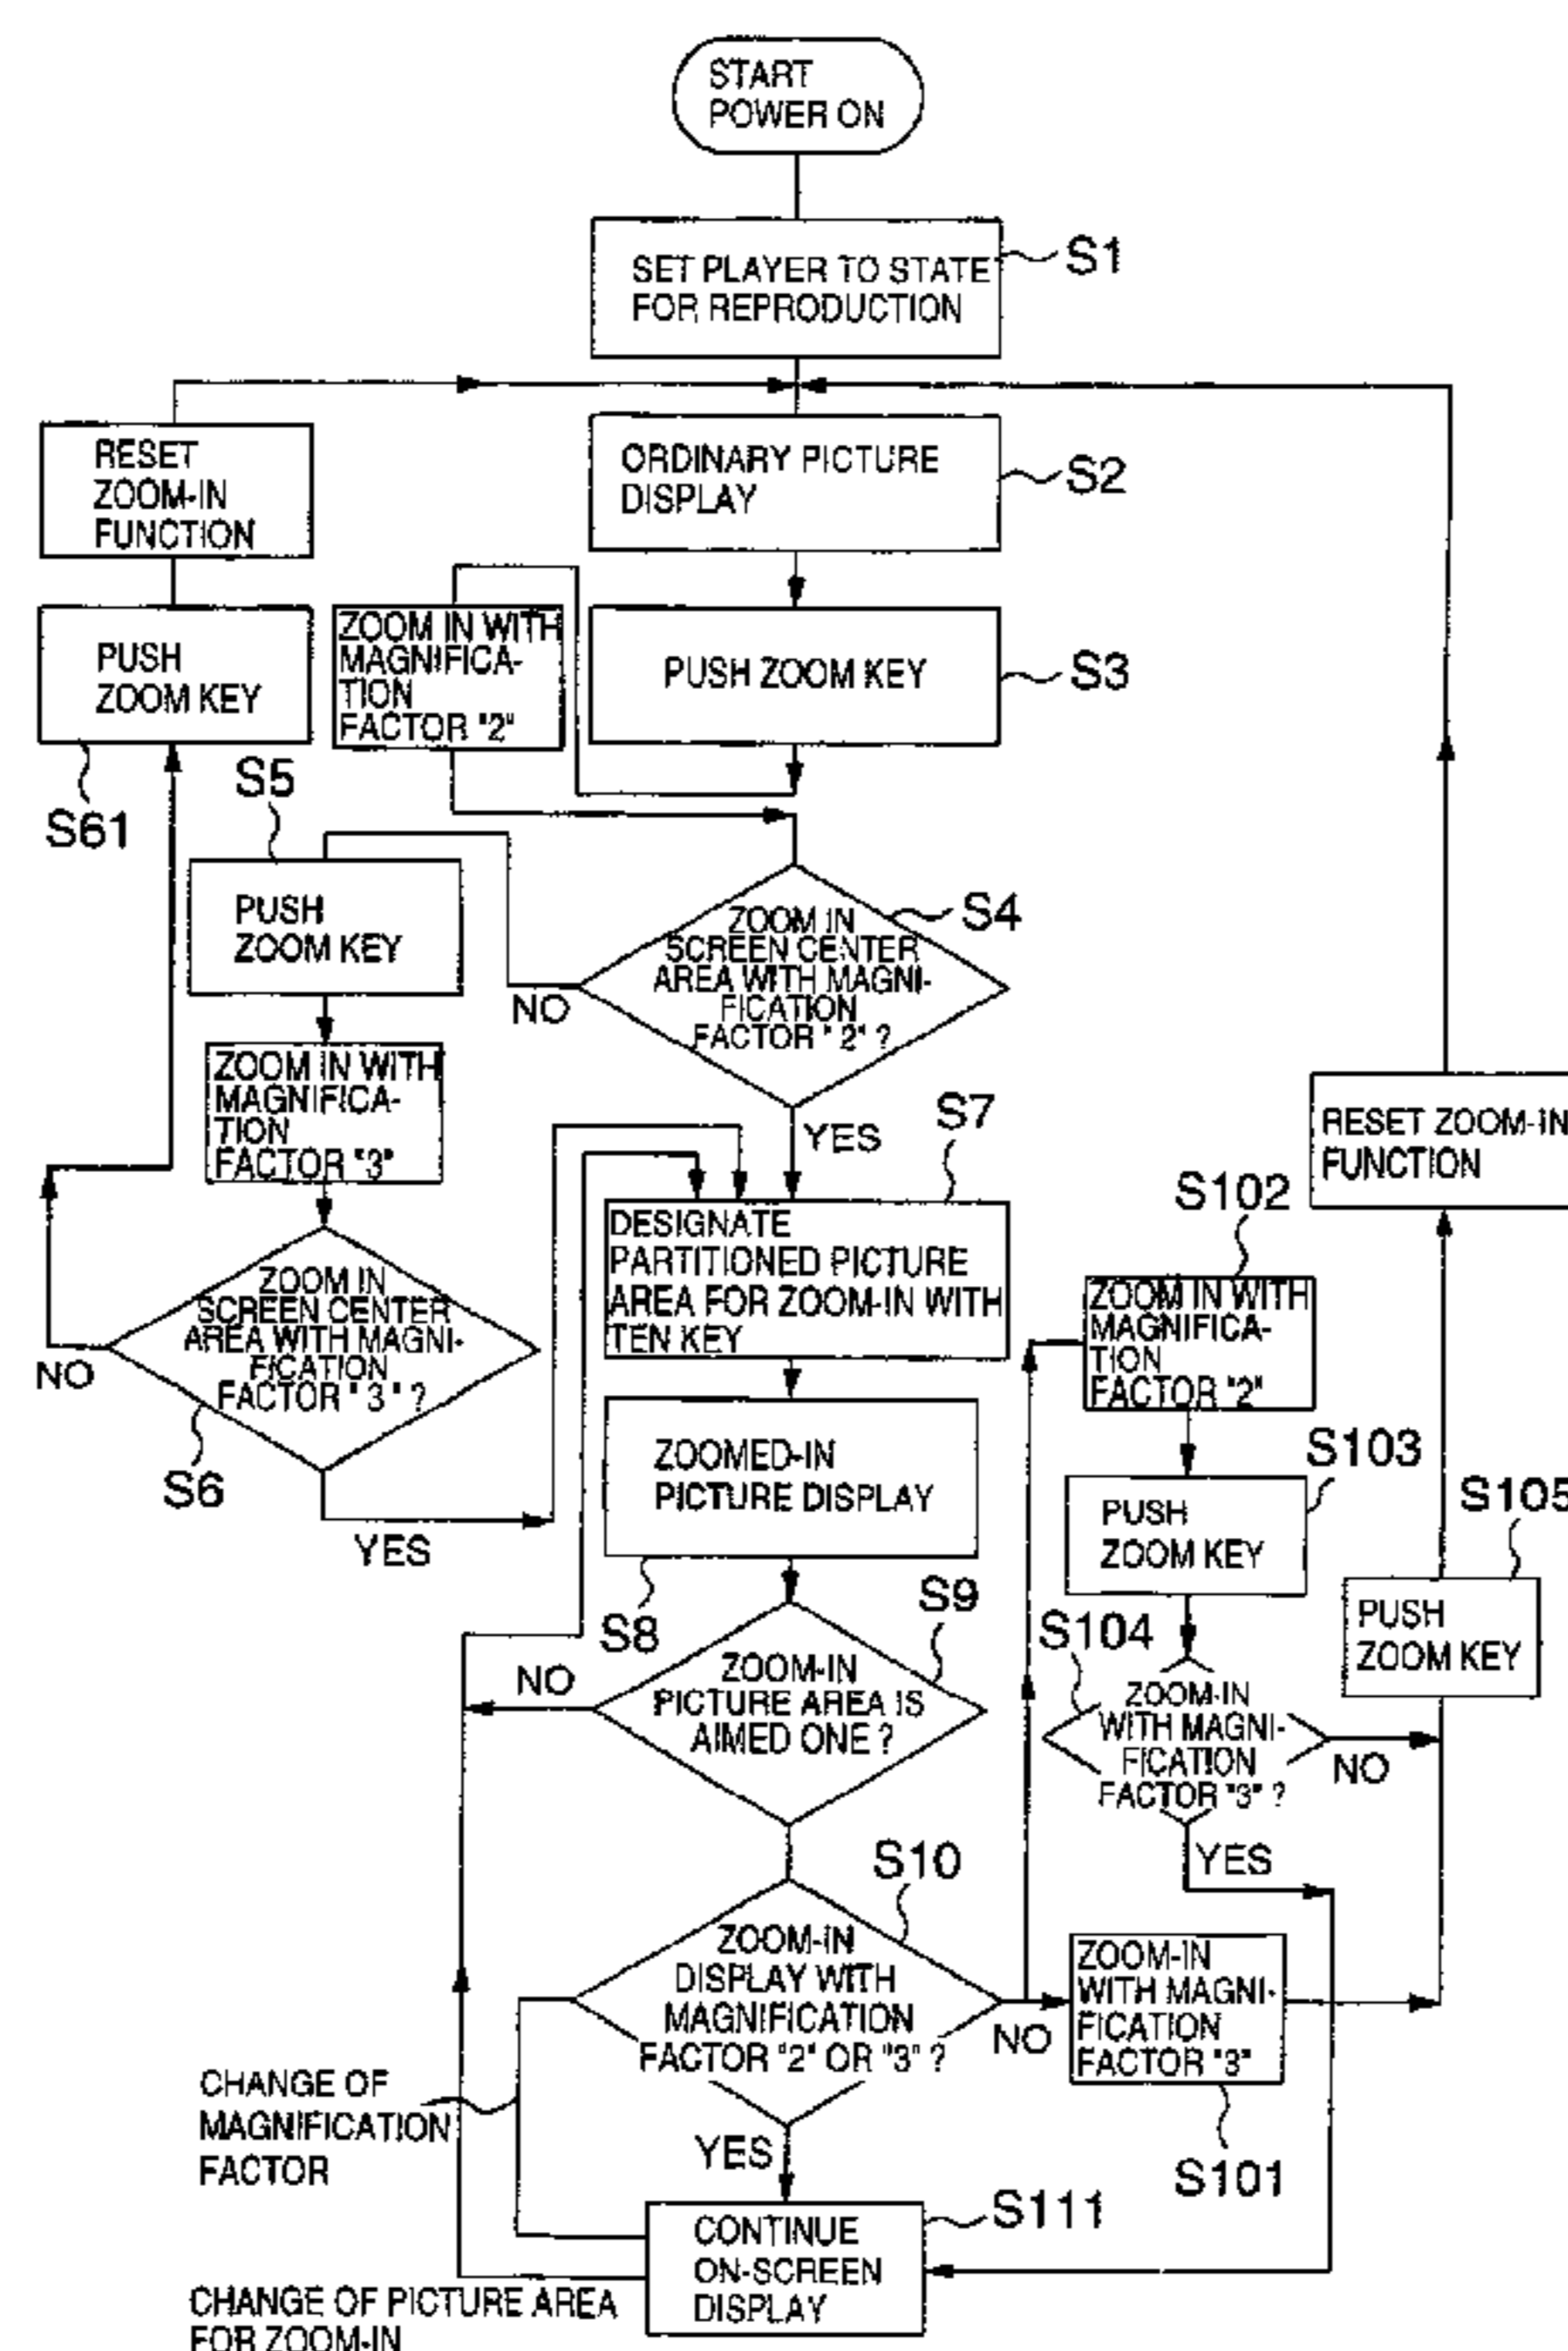 START
POWER ON
SET PLAYER TO STATE
FOR REPRODUCTION
S1
RESET
ZOOM-IN
FUNCTION
ORDINARY PICTURE
DISPLAY
S2
PUSH
ZOOM KEY
S61
ZOOM IN WITH
MAGNIFICA-
TION
FACTOR "2"
PUSH ZOOM KEY
S3
S5
PUSH
ZOOM KEY
ZOOM IN
SCREEN CENTER
AREA WITH MAGNI-
FICATION
FACTOR " 2" ?
S4
NO
YES
ZOOM IN WITH
MAGNIFICA-
TION
FACTOR "3"
S7
DESIGNATE
PARTITIONED PICTURE
AREA FOR ZOOM-IN WITH
TEN KEY
RESET ZOOM-IN
FUNCTION
S102
ZOOM IN WITH
MAGNIFICA-
TION
FACTOR "2"
ZOOM IN
SCREEN CENTER
AREA WITH MAGNI-
FICATION
FACTOR " 3 " ?
NO
S6
YES
ZOOMED-IN
PICTURE DISPLAY
S8
S103
PUSH
ZOOM KEY
S105
PUSH
ZOOM KEY
S9
ZOOM-IN
PICTURE AREA IS
AIMED ONE ?
NO
S104
ZOOM-IN
WITH MAGNI-
FICATION
FACTOR "3" ?
NO
YES
S10
ZOOM-IN
DISPLAY WITH
MAGNIFICATION
FACTOR "2" OR "3" ?
NO
YES
ZOOM-IN
WITH MAGNI-
FICATION
FACTOR "3"
S101
CHANGE OF
MAGNIFICATION
FACTOR
S111
CONTINUE
ON-SCREEN
DISPLAY
CHANGE OF PICTURE AREA
FOR ZOOM-IN